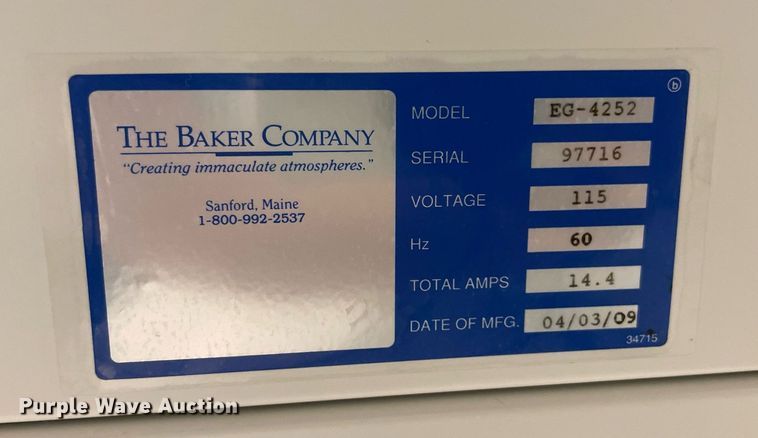 THE BAKER COMPANY
"Creating immaculate atmospheres."
Sanford, Maine
1-800-992-2537
b
MODEL EG-4252
SERIAL 97716
VOLTAGE 115
Hz 60
TOTAL AMPS 14.4
DATE OF MFG. 04/03/09
34715
Purple Wave Auction